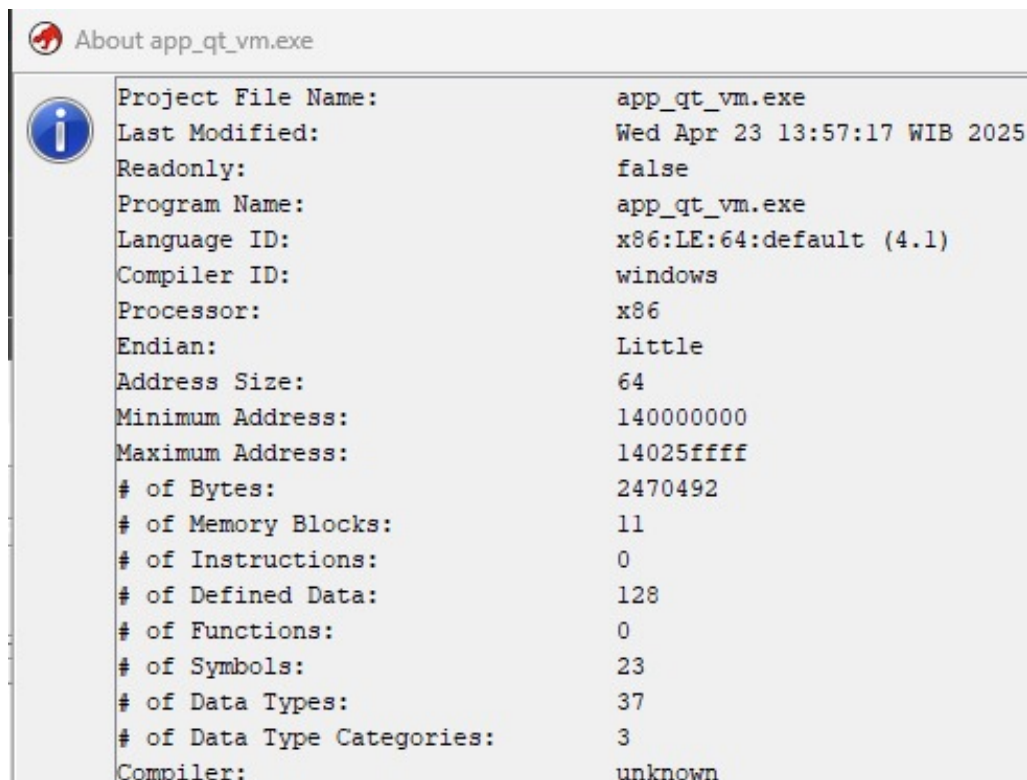 About app_qt_vm.exe
Project File Name: app_qt_vm.exe
Last Modified: Wed Apr 23 13:57:17 WIB 2025
Readonly: false
Program Name: app_qt_vm.exe
Language ID: x86:LE:64:default (4.1)
Compiler ID: windows
Processor: x86
Endian: Little
Address Size: 64
Minimum Address: 140000000
Maximum Address: 14025ffff
# of Bytes: 2470492
# of Memory Blocks: 11
# of Instructions: 0
# of Defined Data: 128
# of Functions: 0
# of Symbols: 23
# of Data Types: 37
# of Data Type Categories: 3
Compiler: unknown